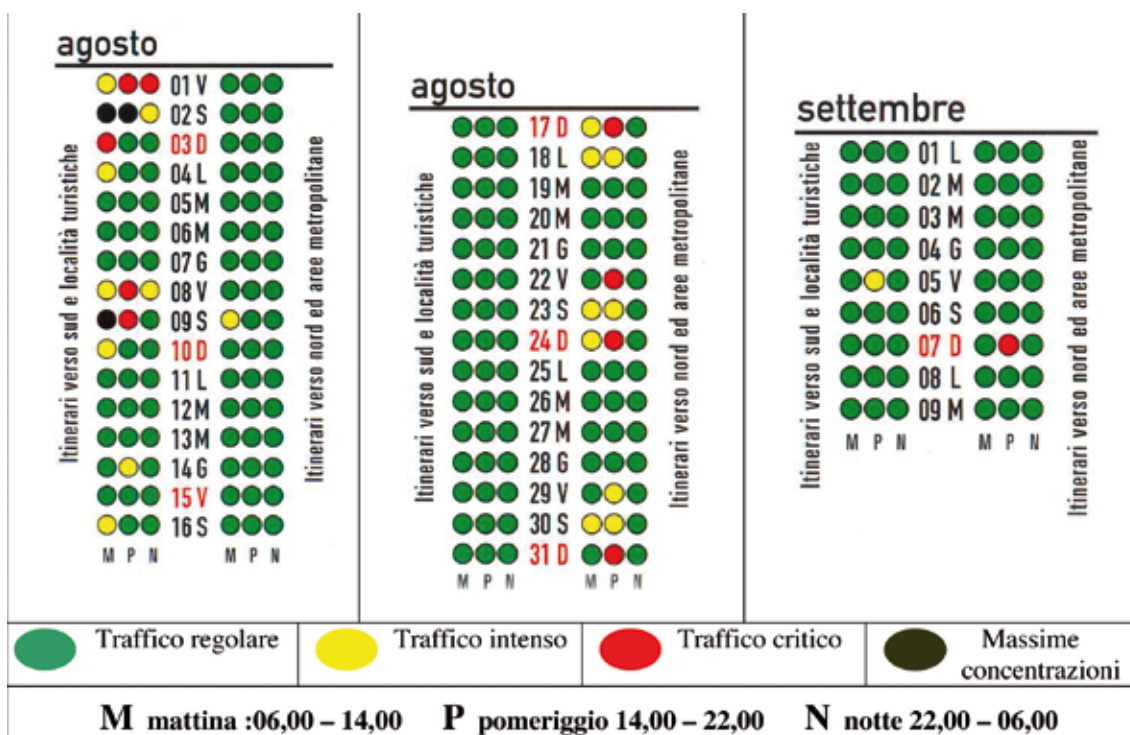 agosto
Itinerari verso sud e località turistiche
01 V
02 S
03 D
04 L
05 M
06 M
07 G
08 V
09 S
10 D
11 L
12 M
13 M
14 G
15 V
16 S
M P N
M P N
Itinerari verso nord ed aree metropolitane
agosto
Itinerari verso sud e località turistiche
17 D
18 L
19 M
20 M
21 G
22 V
23 S
24 D
25 L
26 M
27 M
28 G
29 V
30 S
31 D
M P N
M P N
Itinerari verso nord ed aree metropolitane
settembre
Itinerari verso sud e località turistiche
01 L
02 M
03 M
04 G
05 V
06 S
07 D
08 L
09 M
M P N
M P N
Itinerari verso nord ed aree metropolitane
Traffico regolare
Traffico intenso
Traffico critico
Massime
concentrazioni
M mattina :06,00 – 14,00 P pomeriggio 14,00 – 22,00 N notte 22,00 – 06,00